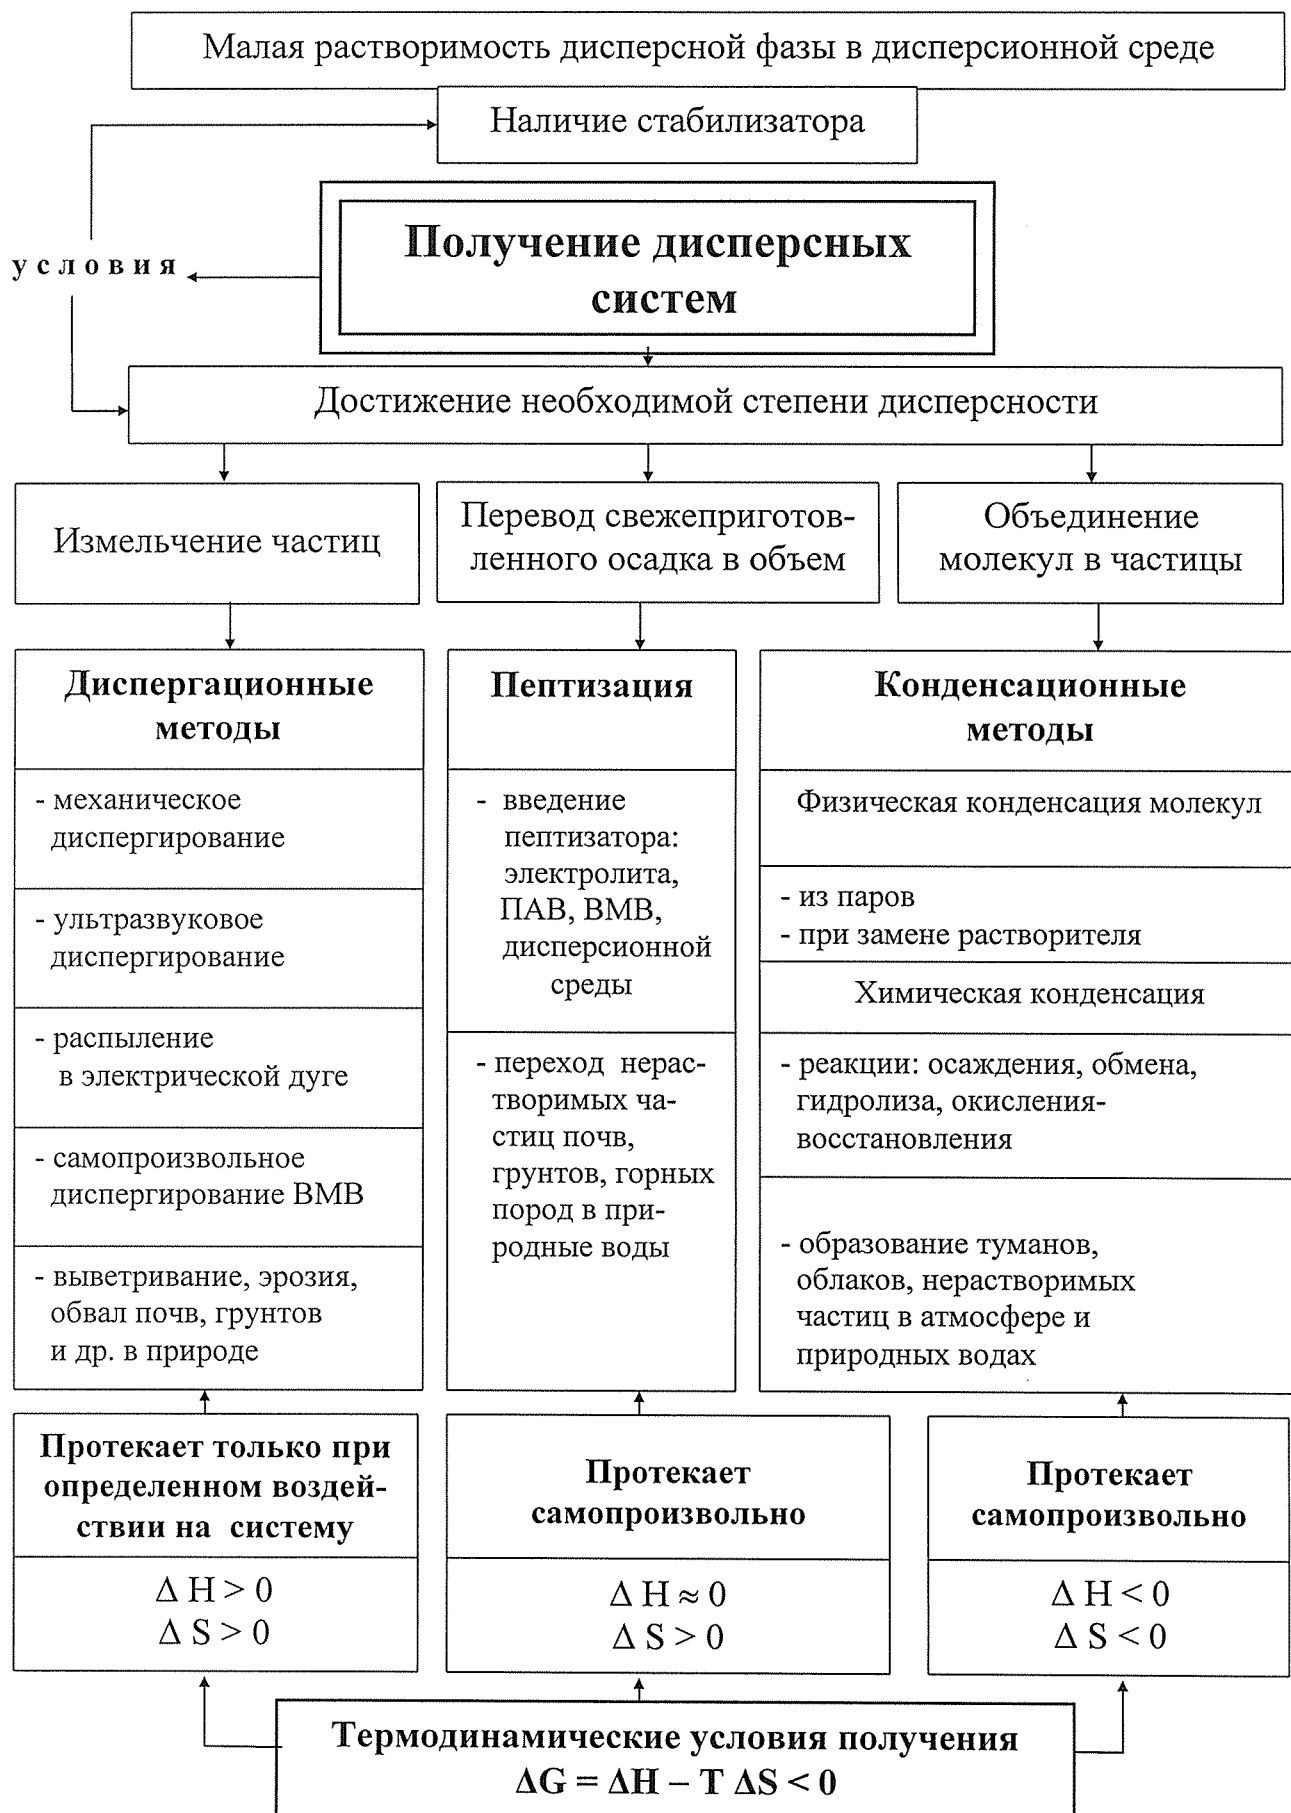 Малая растворимость дисперсной фазы в дисперсионной среде
Наличие стабилизатора
Получение дисперсных
систем
условия
Достижение необходимой степени дисперсности
Измельчение частиц
Перевод свежеприготов-
ленного осадка в объем
Объединение
молекул в частицы
Диспергационные
методы
- механическое
диспергирование
- ультразвуковое
диспергирование
- распыление
в электрической дуге
- самопроизвольное
диспергирование ВМВ
- выветривание, эрозия,
обвал почв, грунтов
и др. в природе
Пептизация
- введение
пептизатора:
электролита,
ПАВ, ВМВ,
дисперсионной
среды
- переход нерас-
творимых ча-
стиц почв,
грунтов, горных
пород в при-
родные воды
Конденсационные
методы
Физическая конденсация молекул
- из паров
- при замене растворителя
Химическая конденсация
- реакции: осаждения, обмена,
гидролиза, окисления-
восстановления
- образование туманов,
облаков, нерастворимых
частиц в атмосфере и
природных водах
Протекает только при
определенном воздей-
ствии на систему
Δ H > 0
Δ S > 0
Протекает
самопроизвольно
Δ H ≈ 0
Δ S > 0
Протекает
самопроизвольно
Δ H < 0
Δ S < 0
Термодинамические условия получения
ΔG = ΔH – T ΔS < 0